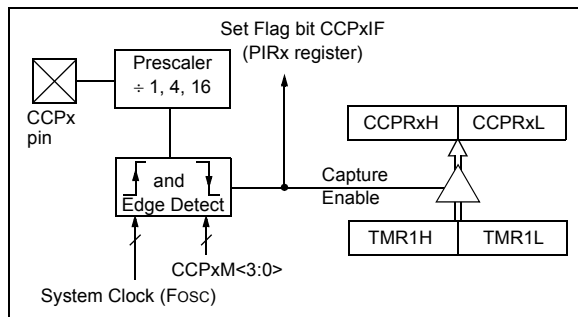 Set Flag bit CCPxIF
(PIRx register)
Prescaler
÷ 1, 4, 16
CCPx
pin
CCPRxH
CCPRxL
and
Edge Detect
Capture
Enable
TMR1H
TMR1L
CCPxM<3:0>
System Clock (FOSC)